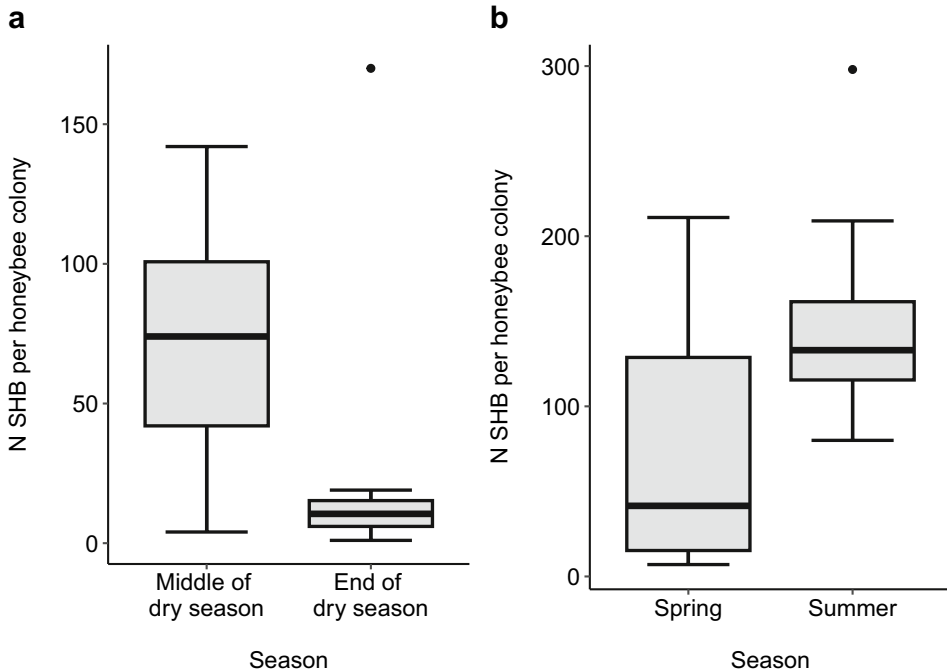 a
N SHB per honeybee colony
150
100
50
0
Middle of
dry season
End of
dry season
Season
b
N SHB per honeybee colony
300
200
100
0
Spring
Summer
Season